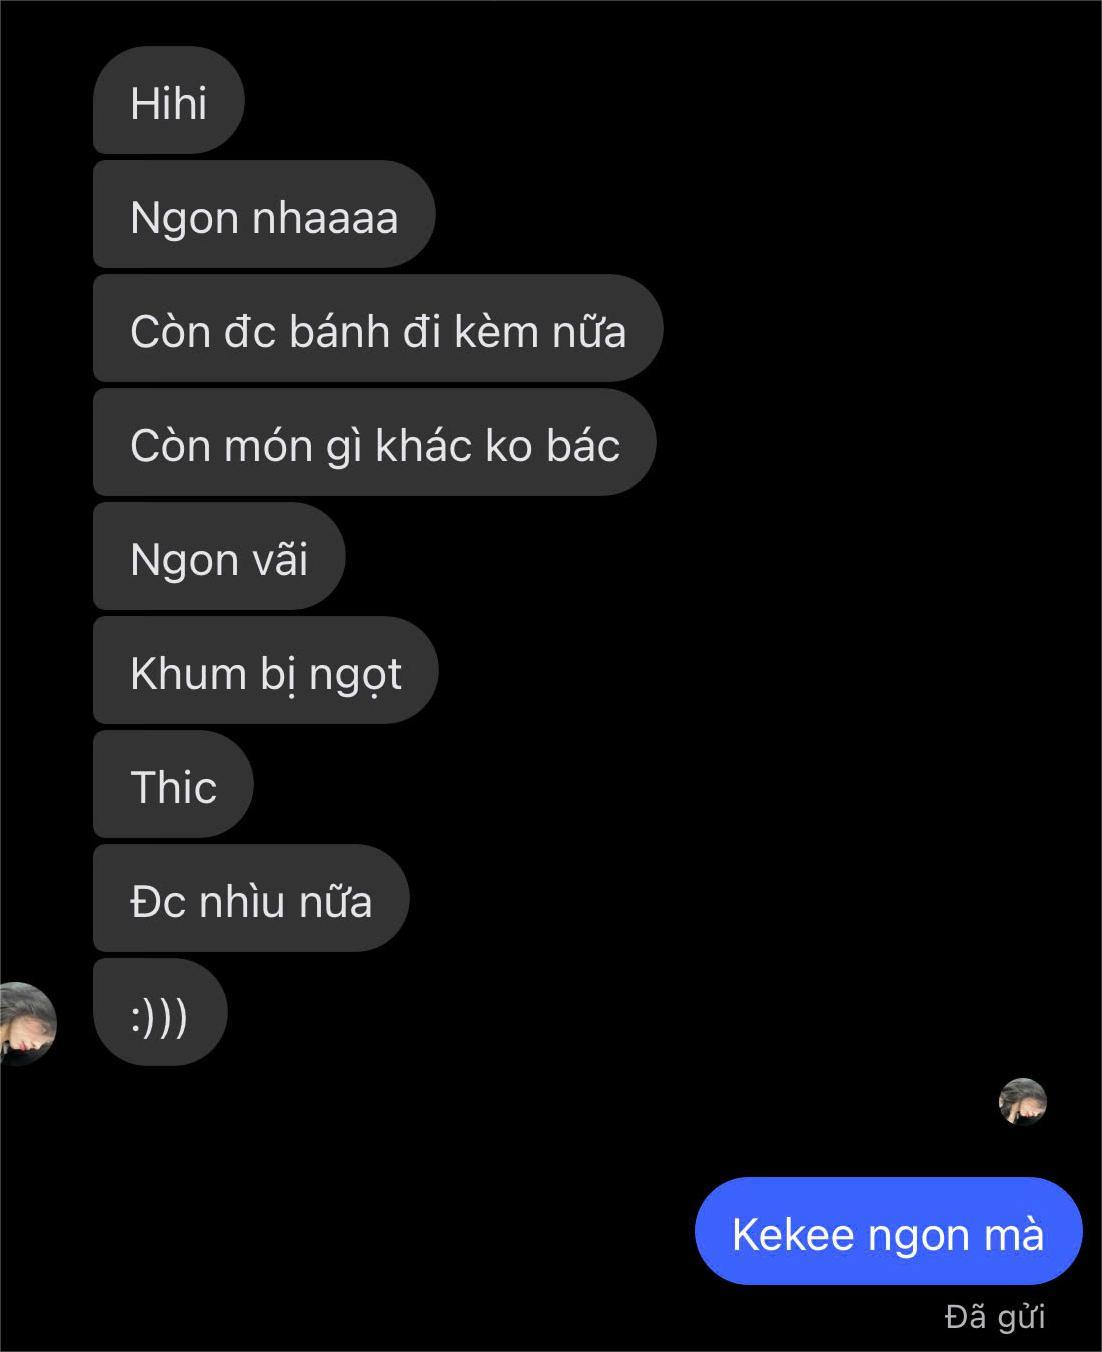 Hihi
Ngon nhaaaa
Còn đc bánh đi kèm nữa
Còn món gì khác ko bác
Ngon vãi
Khum bị ngọt
Thic
Đc nhìu nữa
:)))
Kekee ngon mà
Đã gửi